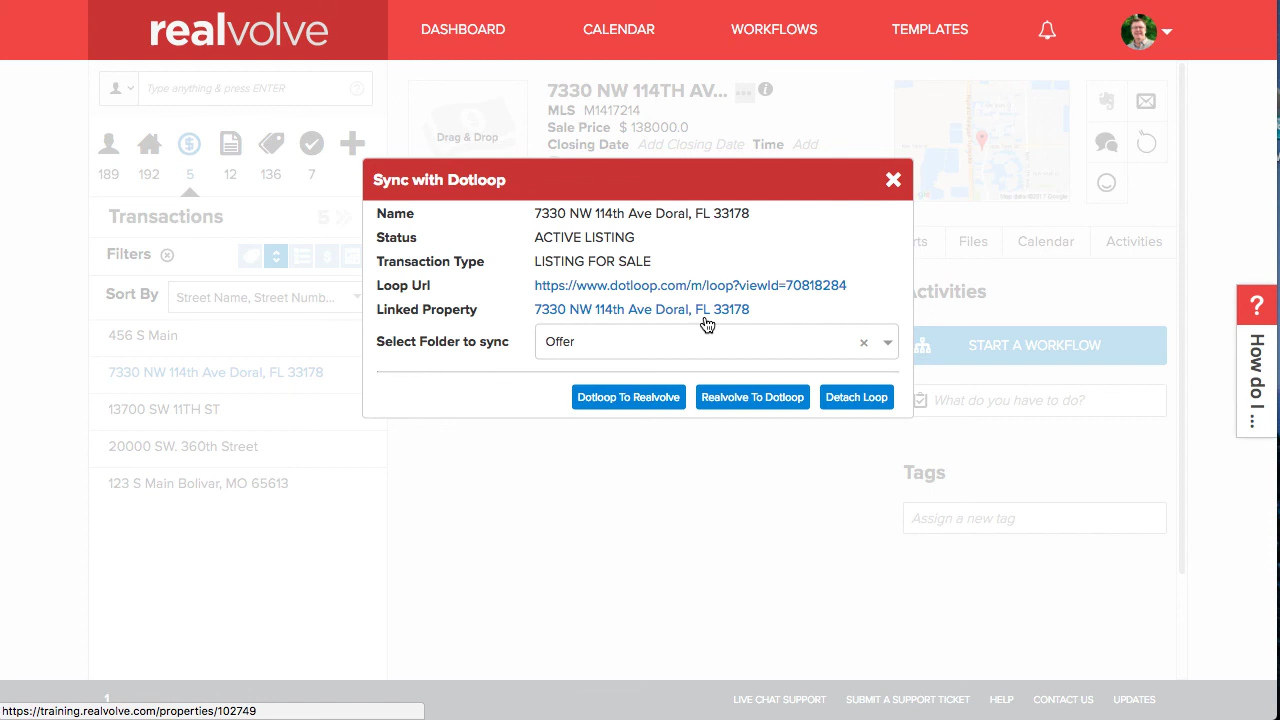 realvolve
DASHBOARD
CALENDAR
WORKFLOWS
TEMPLATES
Type anything & press ENTER
?
189
192
5
12
136
7
Transactions
5
Filters
Sort By
Street Name, Street Numb...
456 S Main
7330 NW 114th Ave Doral, FL 33178
13700 SW 11TH ST
20000 SW. 360th Street
123 S Main Bolivar, MO 65613
Drag & Drop
7330 NW 114TH AV...
MLS M1417214
Sale Price $ 138000.0
Closing Date Add Closing Date Time Add
Sync with Dotloop
Name 7330 NW 114th Ave Doral, FL 33178
Status ACTIVE LISTING
Transaction Type LISTING FOR SALE
Loop Url https://www.dotloop.com/m/loop?viewId=70818284
Linked Property 7330 NW 114th Ave Doral, FL 33178
Select Folder to sync Offer
Dotloop To Realvolve
Realvolve To Dotloop
Detach Loop
rts
Files
Calendar
Activities
Activities
START A WORKFLOW
What do you have to do?
Tags
Assign a new tag
?
How do I ...
1
LIVE CHAT SUPPORT
SUBMIT A SUPPORT TICKET
HELP
CONTACT US
UPDATES
https://training.realvolve.com/properties/102749